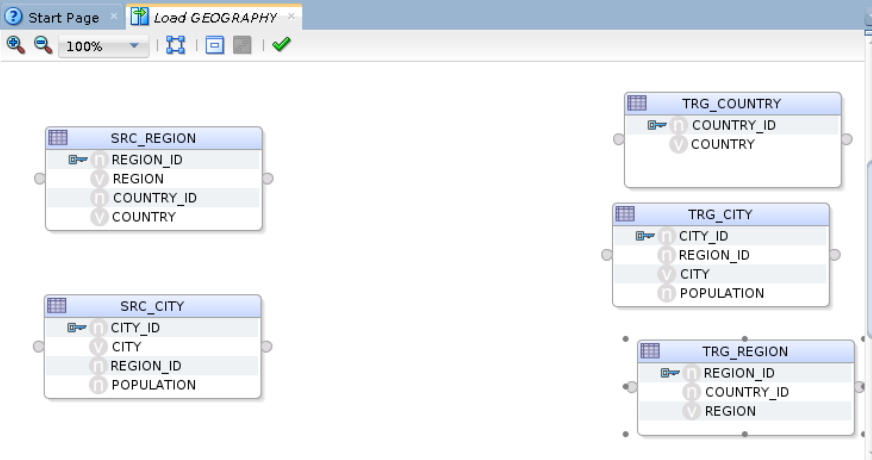 Start Page
Load GEOGRAPHY
100%
SRC_REGION
n REGION_ID
v REGION
n COUNTRY_ID
v COUNTRY
SRC_CITY
n CITY_ID
v CITY
n REGION_ID
n POPULATION
TRG_COUNTRY
n COUNTRY_ID
v COUNTRY
TRG_CITY
n CITY_ID
n REGION_ID
v CITY
n POPULATION
TRG_REGION
n REGION_ID
n COUNTRY_ID
v REGION